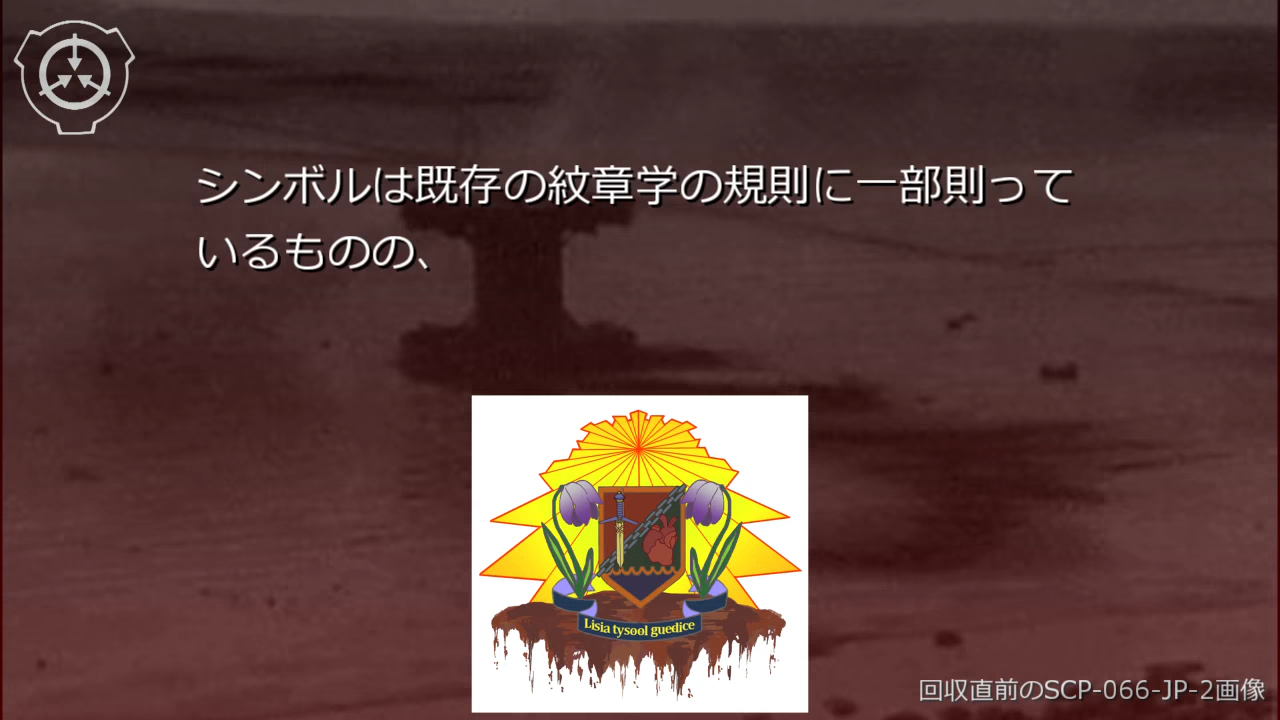 シンボルは既存の紋章学の規則に一部則って
いるものの、
Lisia tysool guedice
回収直前のSCP-066-JP-2画像